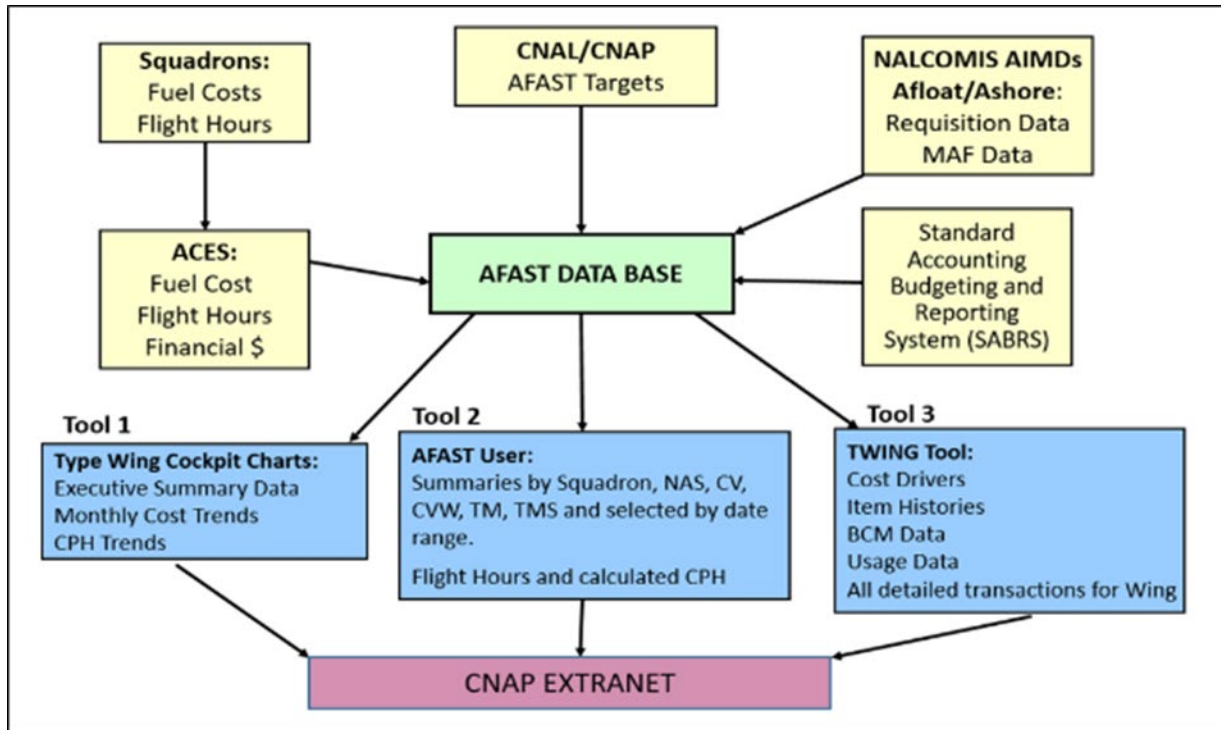 Squadrons:
Fuel Costs
Flight Hours
CNAL/CNAP
AFAST Targets
NALCOMIS AIMDs
Afloat/Ashore:
Requisition Data
MAF Data
ACES:
Fuel Cost
Flight Hours
Financial $
AFAST DATA BASE
Standard
Accounting
Budgeting and
Reporting
System (SABRS)
Tool 1
Type Wing Cockpit Charts:
Executive Summary Data
Monthly Cost Trends
CPH Trends
Tool 2
AFAST User:
Summaries by Squadron, NAS, CV,
CVW, TM, TMS and selected by date
range.
Flight Hours and calculated CPH
Tool 3
TWING Tool:
Cost Drivers
Item Histories
BCM Data
Usage Data
All detailed transactions for Wing
CNAP EXTRANET